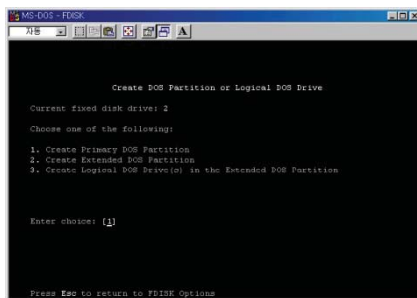 MS-DOS - FDISK
자동
A
Create DOS Partition or Logical DOS Drive
Current fixed disk drive: 2
Choose one of the following:
1. Create Primary DOS Partition
2. Create Extended DOS Partition
3. Create Logical DOS Drive(s) in the Extended DOS Partition
Enter choice: [1]
Press Esc to return to FDISK Options